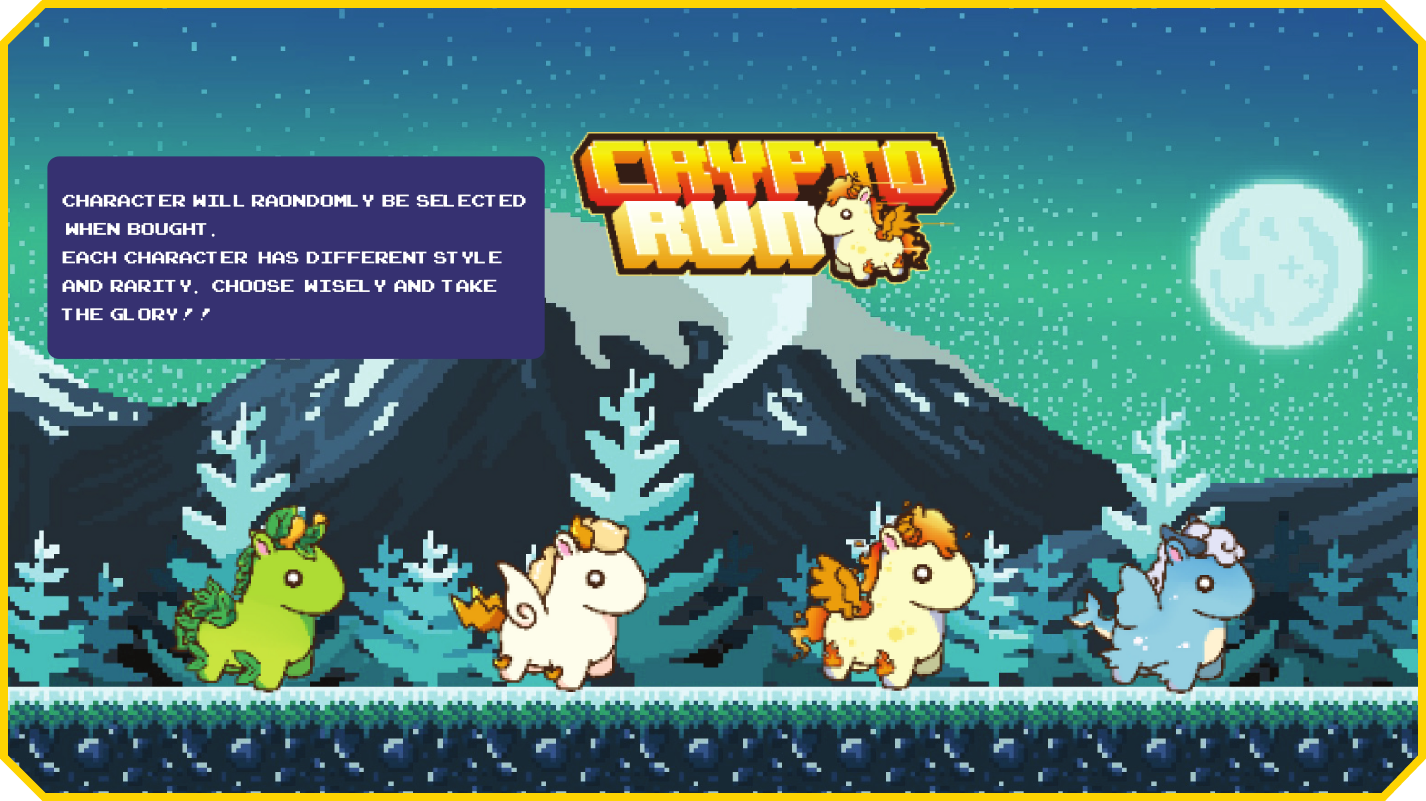 CHARACTER WILL RAONDOMLY BE SELECTED
WHEN BOUGHT.
EACH CHARACTER HAS DIFFERENT STYLE
AND RARITY. CHOOSE WISELY AND TAKE
THE GLORY!!
CRYPTO
RUN